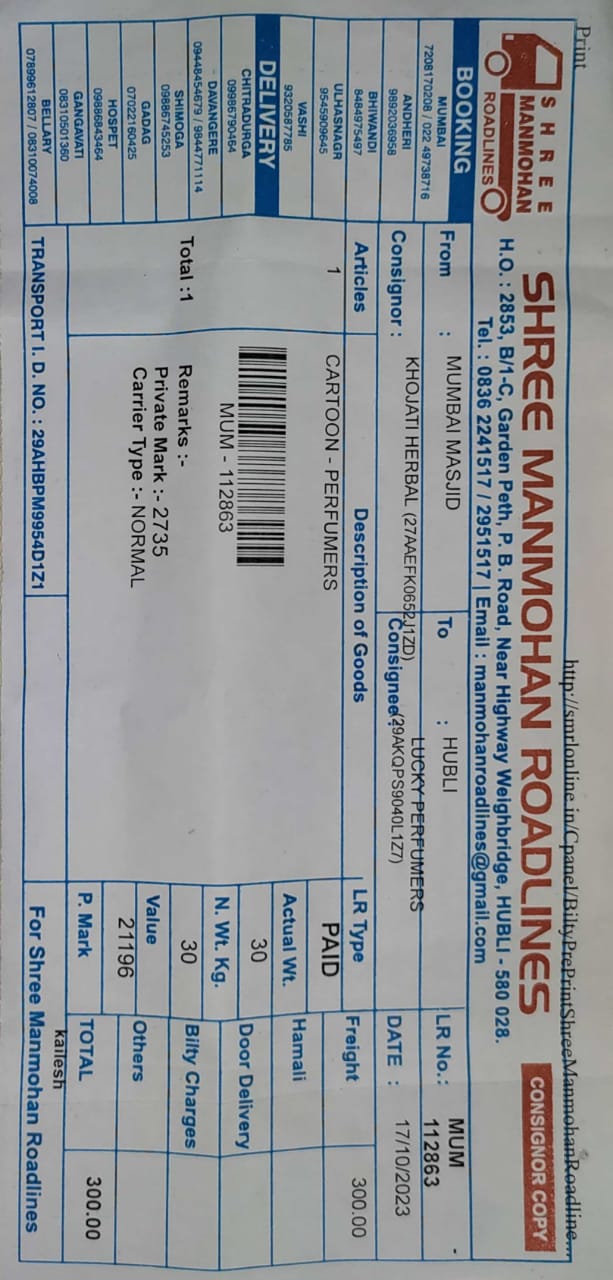 Print
http://smrlonline.in/Cpanel/BiltyPrePrintShreeManmohanRoadline...
SHREE
MANMOHAN
ROADLINES
SHREE MANMOHAN ROADLINES
CONSIGNOR COPY
H.O. : 2853, B/1-C, Garden Peth, P. B. Road, Near Highway Weighbridge, HUBLI - 580 028.
Tel. : 0836 2241517 / 2951517 | Email : manmohanroadlines@gmail.com
BOOKING
MUMBAI
7208170208 / 022 49738716
ANDHERI
9892036958
BHIWANDI
8484975497
ULHASNAGR
9545909645
VASHI
9320587785
DELIVERY
CHITRADURGA
09986790464
DAVANGERE
09448454679 / 9844771114
SHIMOGA
09886745253
GADAG
07022160425
HOSPET
09886843464
GANGAVATI
08310501360
BELLARY
07899612807 / 08310074008
From : MUMBAI MASJID
To : HUBLI
LR No. : MUM - 112863
Consignor : KHOJATI HERBAL (27AAEFK0652J1ZD)
Consignee: LUCKY PERFUMERS (29AKQPS9040L1Z7)
DATE : 17/10/2023
Articles
Description of Goods
LR Type
Freight 300.00
1
CARTOON - PERFUMERS
PAID
Actual Wt.
Hamali
30
MUM - 112863
N. Wt. Kg.
Door Delivery
30
Total :1
Remarks :-
Private Mark :- 2735
Carrier Type :- NORMAL
Bilty Charges
Value
Others
21196
P. Mark
TOTAL 300.00
TRANSPORT I. D. NO. : 29AHBPM9954D1Z1
kailesh
For Shree Manmohan Roadlines